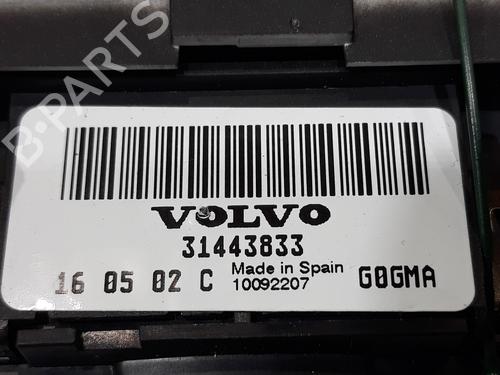 B-PARTS
VOLVO
31443833
16 05 02 C
Made in Spain
10092207
G0GMA